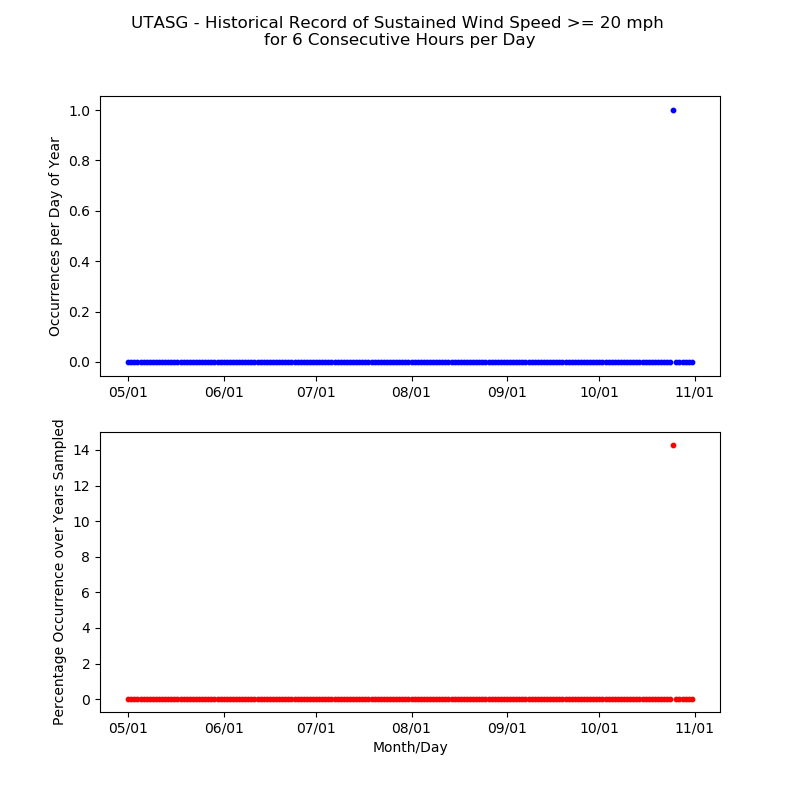 UTASG - Historical Record of Sustained Wind Speed >= 20 mph
for 6 Consecutive Hours per Day
Occurrences per Day of Year
1.0
0.8
0.6
0.4
0.2
0.0
05/01 06/01 07/01 08/01 09/01 10/01 11/01
Percentage Occurrence over Years Sampled
14
12
10
8
6
4
2
0
05/01 06/01 07/01 08/01 09/01 10/01 11/01
Month/Day